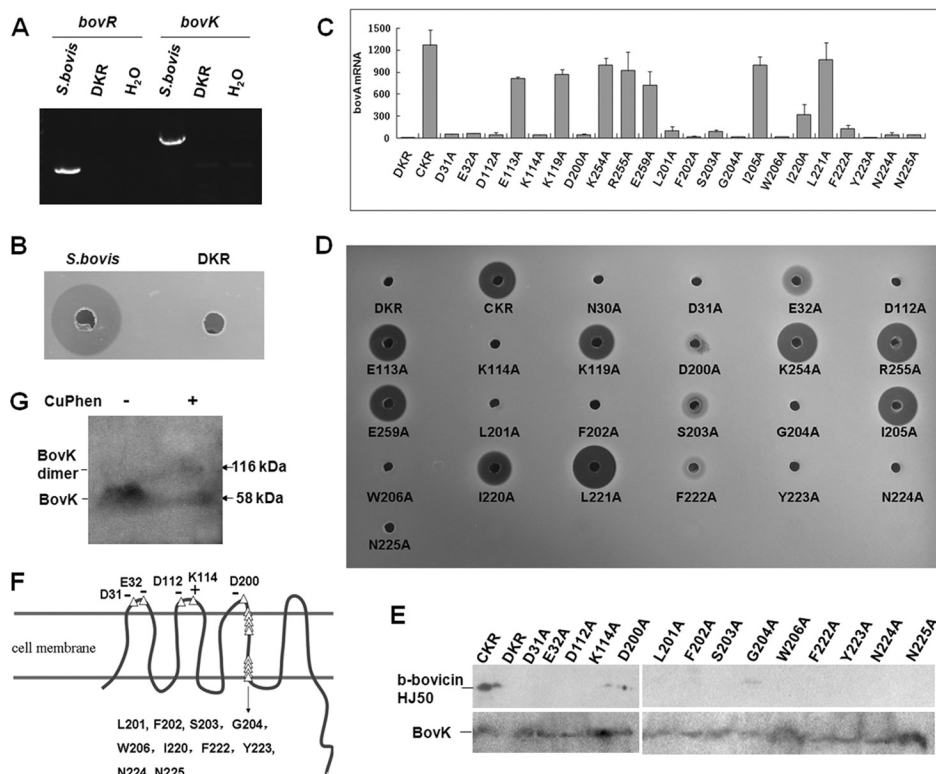 A
bovR bovK
S.bovis DKR H2O S.bovis DKR H2O
B
S.bovis DKR
G
CuPhen - +
BovK
dimer
116 kDa
BovK
58 kDa
F
D31 E32 D112 K114 D200
- - - + -
cell membrane
L201, F202, S203, G204,
W206, I220, F222, Y223,
N224, N225
C
bovA mRNA
1500
1200
900
600
300
0
DKR CKR D31A E32A D112A E113A K114A K119A D200A K254A R255A E259A L201A F202A S203A G204A I205A W206A I220A L221A F222A Y223A N224A N225A
D
DKR CKR N30A D31A E32A D112A
E113A K114A K119A D200A K254A R255A
E259A L201A F202A S203A G204A I205A
W206A I220A L221A F222A Y223A N224A
N225A
E
CKR DKR D31A E32A D112A K114A D200A L201A F202A S203A G204A W206A F222A Y223A N224A N225A
b-bovicin
HJ50
BovK